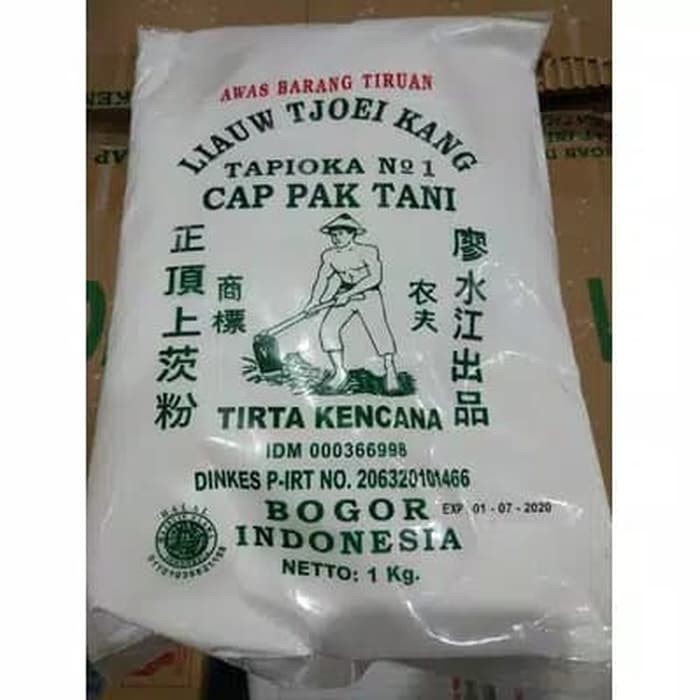 AWAS BARANG TIRUAN
LIAUW TJOEI KANG
TAPIOKA № 1
CAP PAK TANI
正頂上茨粉
商標
农夫
廖水江出品
TIRTA KENCANA
IDM 000366998
DINKES P-IRT NO. 206320101466
BOGOR
EXP 01 - 07 - 2020
INDONESIA
NETTO: 1 Kg.
HALAL